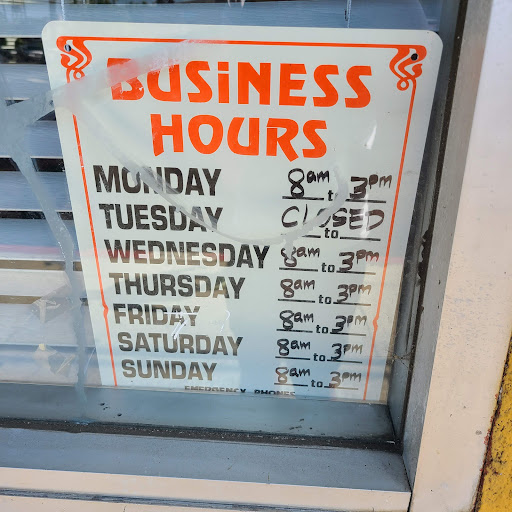 BUSiNESS
HOURS
MONDAY 8am to 3pm
TUESDAY CLOSED to
WEDNESDAY 8am to 3pm
THURSDAY 8am to 3pm
FRIDAY 8am to 3pm
SATURDAY 8am to 3pm
SUNDAY 8am to 3pm
EMERGENCY PHONES